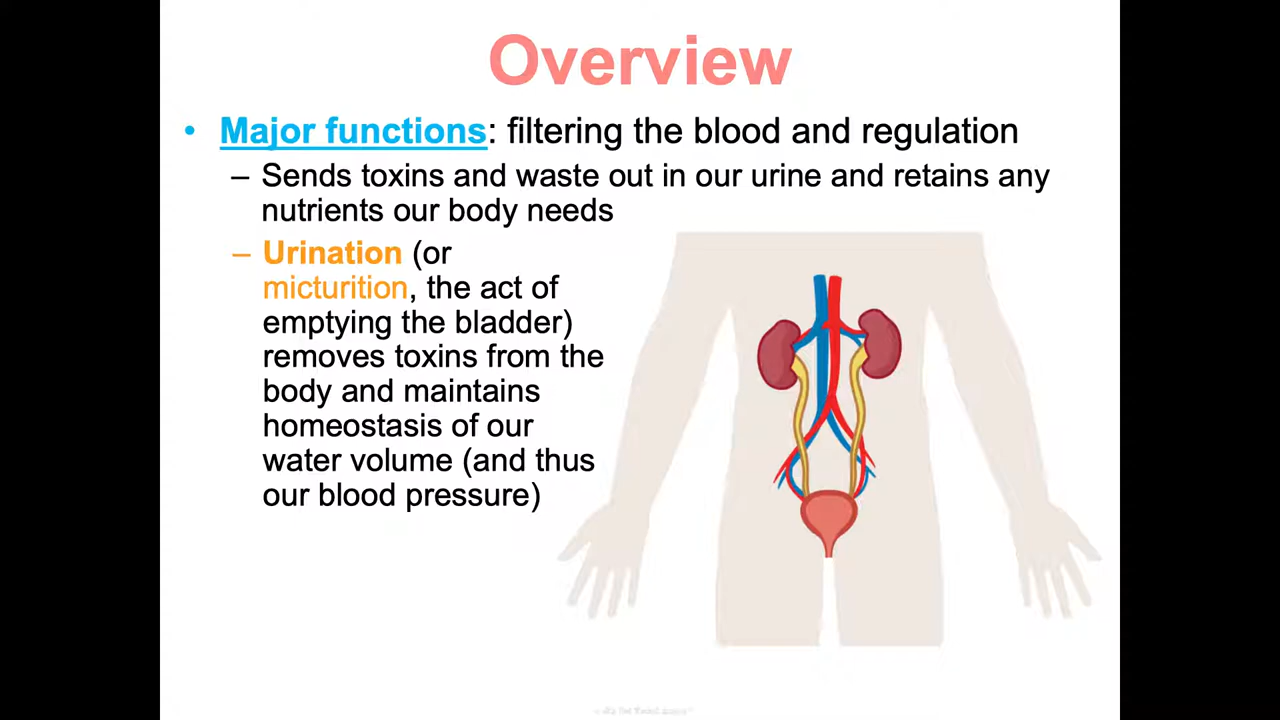 Overview
• Major functions: filtering the blood and regulation
– Sends toxins and waste out in our urine and retains any
nutrients our body needs
– Urination (or
micturition, the act of
emptying the bladder)
removes toxins from the
body and maintains
homeostasis of our
water volume (and thus
our blood pressure)